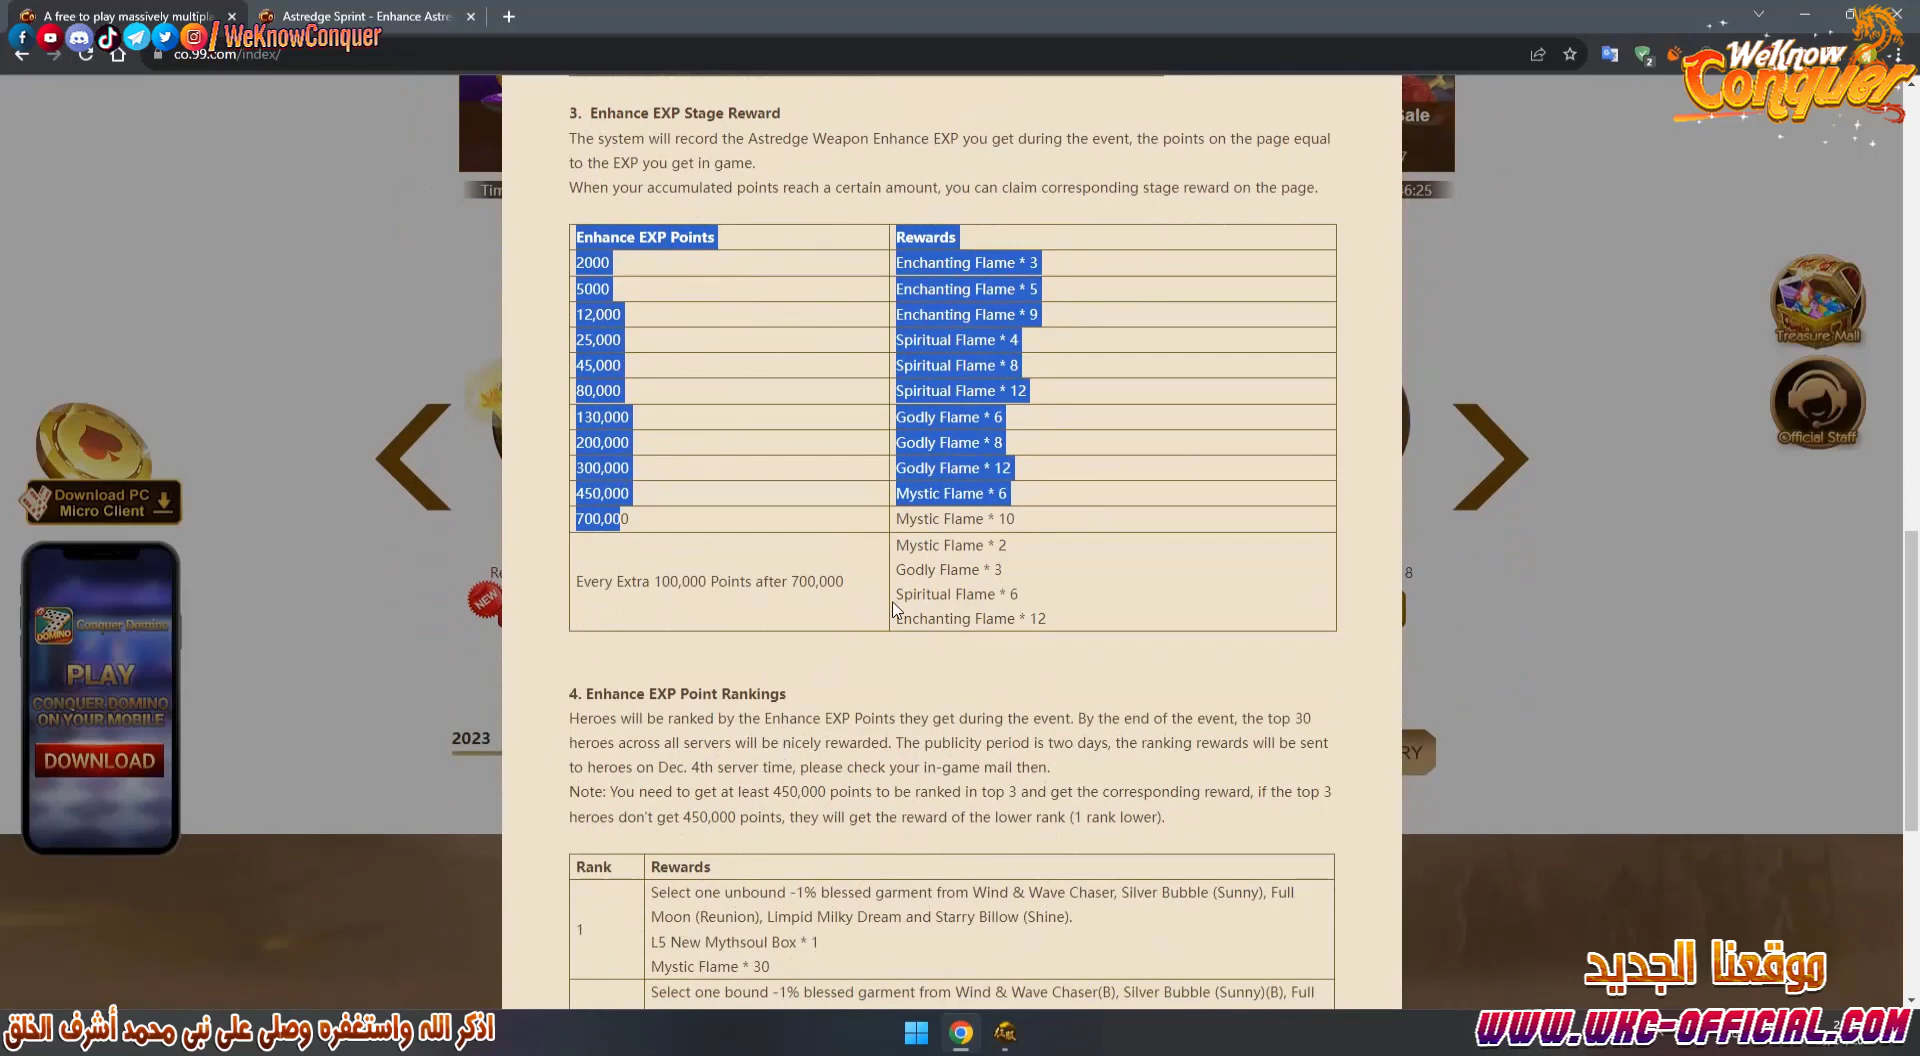 A free to play massively multipl
Astredge Sprint - Enhance Astre
/WeKnowConquer
co.99.com/index/
2
WeKnow
Conquer
Sale
7
Tim
46:25
3. Enhance EXP Stage Reward
The system will record the Astredge Weapon Enhance EXP you get during the event, the points on the page equal
to the EXP you get in game.
When your accumulated points reach a certain amount, you can claim corresponding stage reward on the page.
Enhance EXP Points Rewards
2000 Enchanting Flame * 3
5000 Enchanting Flame * 5
12,000 Enchanting Flame * 9
25,000 Spiritual Flame * 4
45,000 Spiritual Flame * 8
80,000 Spiritual Flame * 12
130,000 Godly Flame * 6
200,000 Godly Flame * 8
300,000 Godly Flame * 12
450,000 Mystic Flame * 6
700,000 Mystic Flame * 10
Every Extra 100,000 Points after 700,000
Mystic Flame * 2
Godly Flame * 3
Spiritual Flame * 6
Enchanting Flame * 12
Treasure Mall
Official Staff
Download PC
Micro Client
Re
NEW
8
DOMINO
Conquer Domino
PLAY
CONQUER DOMINO
ON YOUR MOBILE
DOWNLOAD
2023
RY
4. Enhance EXP Point Rankings
Heroes will be ranked by the Enhance EXP Points they get during the event. By the end of the event, the top 30
heroes across all servers will be nicely rewarded. The publicity period is two days, the ranking rewards will be sent
to heroes on Dec. 4th server time, please check your in-game mail then.
Note: You need to get at least 450,000 points to be ranked in top 3 and get the corresponding reward, if the top 3
heroes don't get 450,000 points, they will get the reward of the lower rank (1 rank lower).
Rank Rewards
1
Select one unbound -1% blessed garment from Wind & Wave Chaser, Silver Bubble (Sunny), Full
Moon (Reunion), Limpid Milky Dream and Starry Billow (Shine).
L5 New Mythsoul Box * 1
Mystic Flame * 30
Select one bound -1% blessed garment from Wind & Wave Chaser(B), Silver Bubble (Sunny)(B), Full
موقعنا الجديد
www.WKC-OFFICIAL.COM
اذكر الله واستغفره وصلى على نبى محمد أشرف الخلق